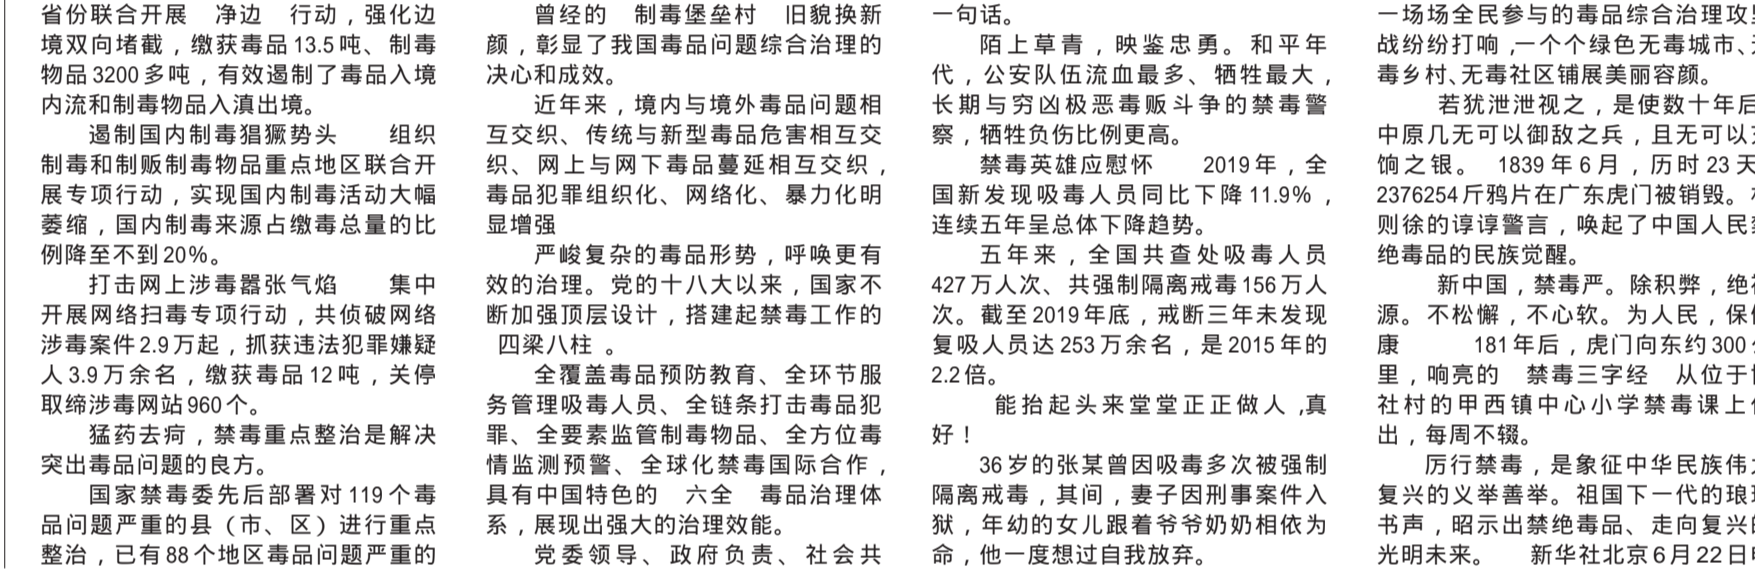 省份联合开展 净边 行动，强化边
境双向堵截，缴获毒品13.5吨、制毒
物品3200多吨，有效遏制了毒品入境
内流和制毒物品入滇出境。
遏制国内制毒猖獗势头 组织
制毒和制贩制毒物品重点地区联合开
展专项行动，实现国内制毒活动大幅
萎缩，国内制毒来源占缴毒总量的比
例降至不到20%。
打击网上涉毒嚣张气焰 集中
开展网络扫毒专项行动，共侦破网络
涉毒案件2.9万起，抓获违法犯罪嫌疑
人3.9万余名，缴获毒品12吨，关停
取缔涉毒网站960个。
猛药去疴，禁毒重点整治是解决
突出毒品问题的良方。
国家禁毒委先后部署对119个毒
品问题严重的县（市、区）进行重点
整治，已有88个地区毒品问题严重的
曾经的 制毒堡垒村 旧貌换新
颜，彰显了我国毒品问题综合治理的
决心和成效。
近年来，境内与境外毒品问题相
互交织、传统与新型毒品危害相互交
织、网上与网下毒品蔓延相互交织，
毒品犯罪组织化、网络化、暴力化明
显增强
严峻复杂的毒品形势，呼唤更有
效的治理。党的十八大以来，国家不
断加强顶层设计，搭建起禁毒工作的
四梁八柱 。
全覆盖毒品预防教育、全环节服
务管理吸毒人员、全链条打击毒品犯
罪、全要素监管制毒物品、全方位毒
情监测预警、全球化禁毒国际合作，
具有中国特色的 六全 毒品治理体
系，展现出强大的治理效能。
党委领导、政府负责、社会共
一句话。
陌上草青，映鉴忠勇。和平年
代，公安队伍流血最多、牺牲最大，
长期与穷凶极恶毒贩斗争的禁毒警
察，牺牲负伤比例更高。
禁毒英雄应慰怀 2019年，全
国新发现吸毒人员同比下降11.9%，
连续五年呈总体下降趋势。
五年来，全国共查处吸毒人员
427万人次、共强制隔离戒毒156万人
次。截至2019年底，戒断三年未发现
复吸人员达253万余名，是2015年的
2.2倍。
能抬起头来堂堂正正做人，真
好！
36岁的张某曾因吸毒多次被强制
隔离戒毒，其间，妻子因刑事案件入
狱，年幼的女儿跟着爷爷奶奶相依为
命，他一度想过自我放弃。
一场场全民参与的毒品综合治理攻
战纷纷打响，一个个绿色无毒城市、
毒乡村、无毒社区铺展美丽容颜。
若犹泄泄视之，是使数十年后
中原几无可以御敌之兵，且无可以
饷之银。 1839年6月，历时23天
2376254斤鸦片在广东虎门被销毁。
则徐的谆谆警言，唤起了中国人民
绝毒品的民族觉醒。
新中国，禁毒严。除积弊，绝
源。不松懈，不心软。为人民，保
康 181年后，虎门向东约300
里，响亮的 禁毒三字经 从位于
社村的甲西镇中心小学禁毒课上
出，每周不辍。
厉行禁毒，是象征中华民族伟
复兴的义举善举。祖国下一代的琅
书声，昭示出禁绝毒品、走向复兴
光明未来。 新华社北京6月22日